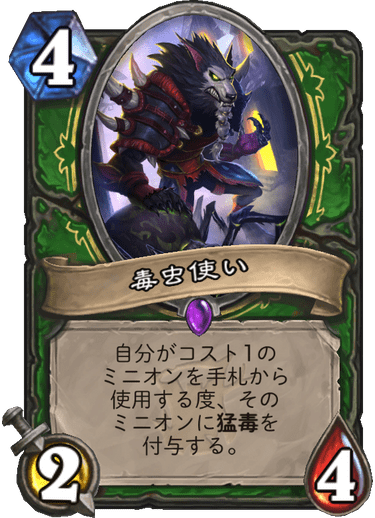 4
毒虫使い
自分がコスト1の
ミニオンを手札から
使用する度、その
ミニオンに猛毒を
付与する。
2
4